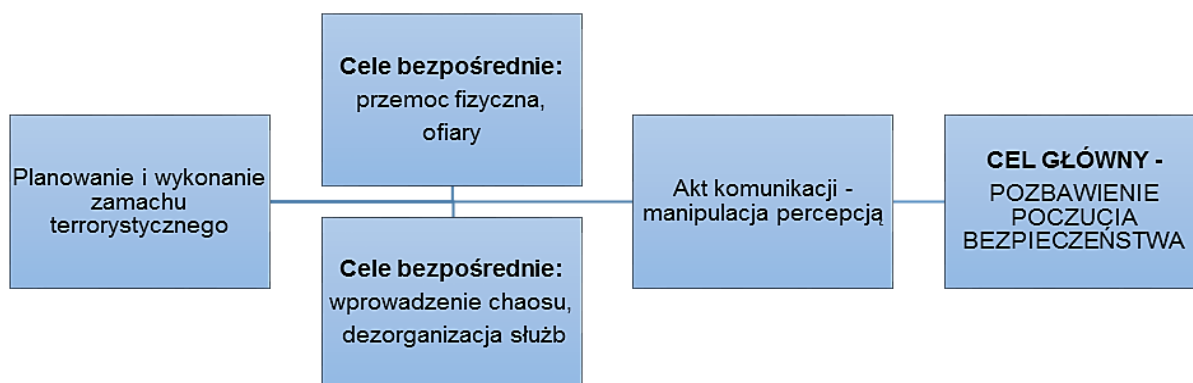 Planowanie i wykonanie
zamachu
terrorystycznego
Cele bezpośrednie:
przemoc fizyczna,
ofiary
Cele bezpośrednie:
wprowadzenie chaosu,
dezorganizacja służb
Akt komunikacji -
manipulacja percepcją
CEL GŁÓWNY -
POZBAWIENIE
POCZUCIA
BEZPIECZEŃSTWA